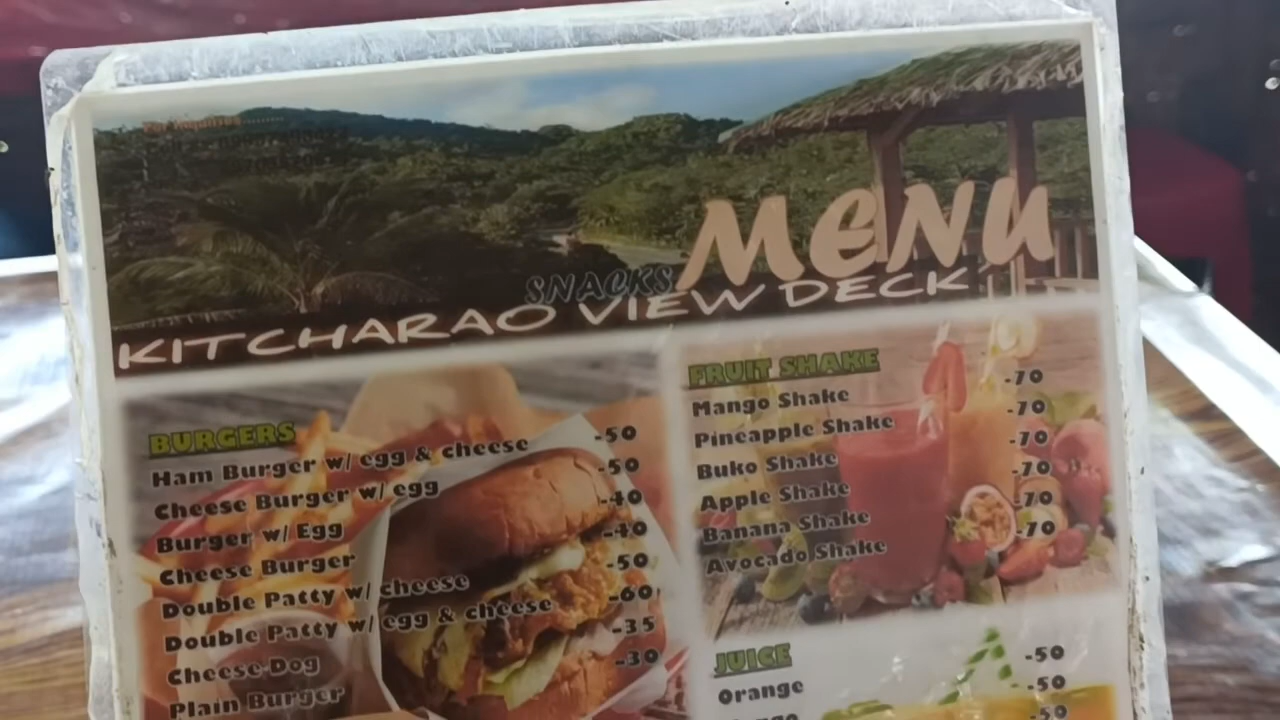 For Inquiries........
MENU
SNACKS
KITCHARAO VIEW DECK
BURGERS
Ham Burger w/ egg & cheese -50
Cheese Burger w/ egg -50
Burger w/ Egg -40
Cheese Burger -40
Double Patty w/ cheese -50
Double Patty w/ egg & cheese -60
Cheese-Dog -35
Plain Burger -30
FRUIT SHAKE
Mango Shake -70
Pineapple Shake -70
Buko Shake -70
Apple Shake -70
Banana Shake -70
Avocado Shake -70
JUICE
Orange -50
-50
-50